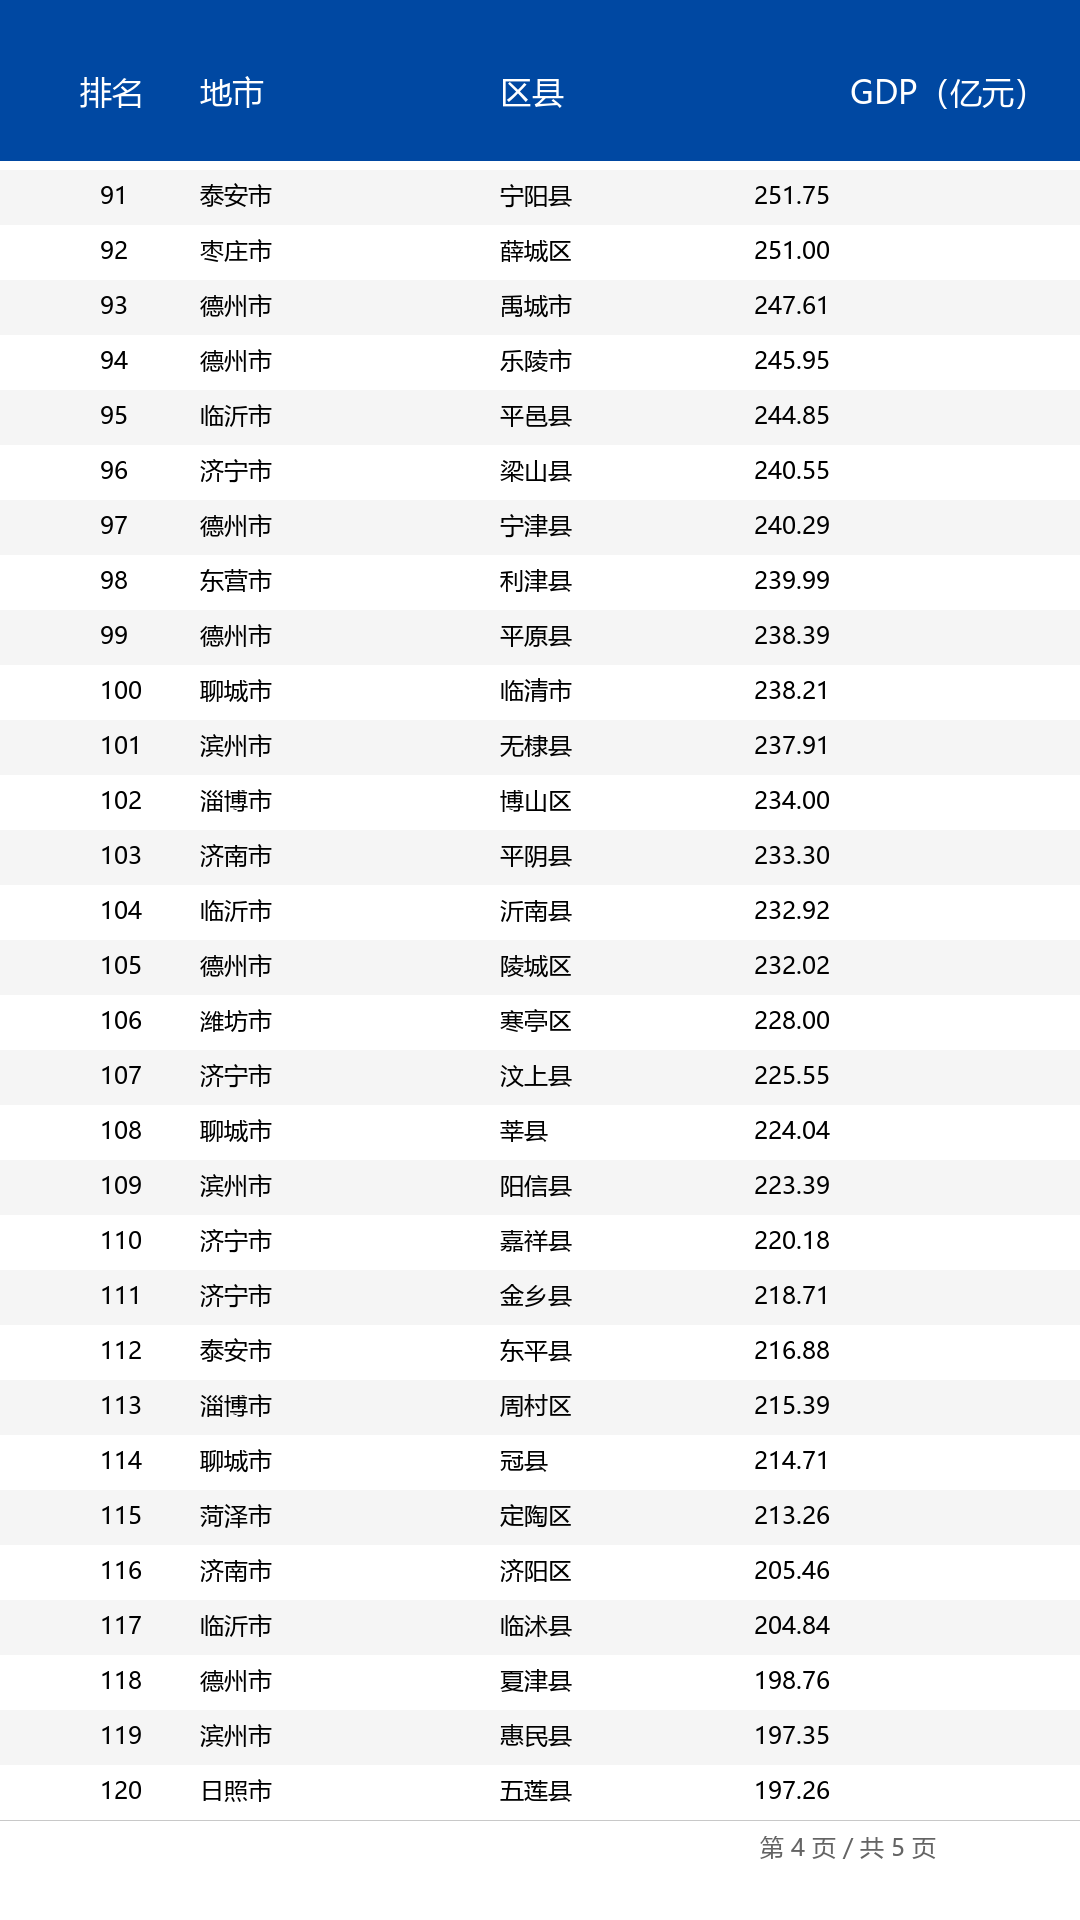 排名 地市 区县 GDP（亿元）
91 泰安市 宁阳县 251.75
92 枣庄市 薛城区 251.00
93 德州市 禹城市 247.61
94 德州市 乐陵市 245.95
95 临沂市 平邑县 244.85
96 济宁市 梁山县 240.55
97 德州市 宁津县 240.29
98 东营市 利津县 239.99
99 德州市 平原县 238.39
100 聊城市 临清市 238.21
101 滨州市 无棣县 237.91
102 淄博市 博山区 234.00
103 济南市 平阴县 233.30
104 临沂市 沂南县 232.92
105 德州市 陵城区 232.02
106 潍坊市 寒亭区 228.00
107 济宁市 汶上县 225.55
108 聊城市 莘县 224.04
109 滨州市 阳信县 223.39
110 济宁市 嘉祥县 220.18
111 济宁市 金乡县 218.71
112 泰安市 东平县 216.88
113 淄博市 周村区 215.39
114 聊城市 冠县 214.71
115 菏泽市 定陶区 213.26
116 济南市 济阳区 205.46
117 临沂市 临沭县 204.84
118 德州市 夏津县 198.76
119 滨州市 惠民县 197.35
120 日照市 五莲县 197.26
第 4 页 / 共 5 页